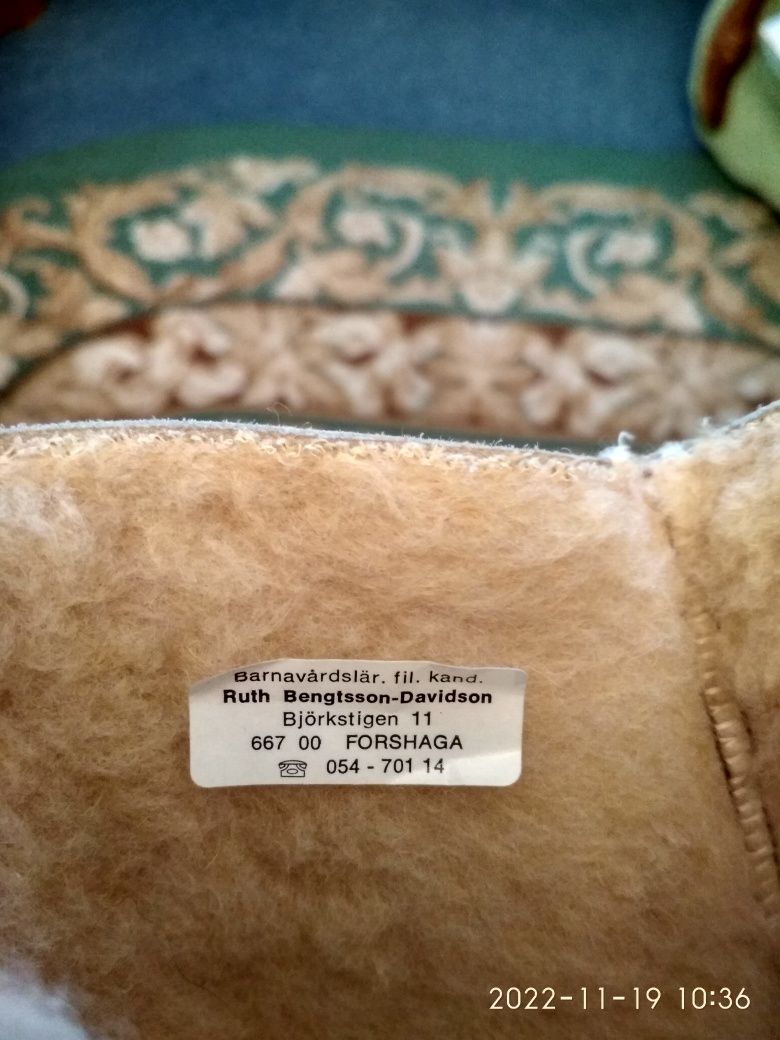 Barnavårdslär. fil. kand.
Ruth Bengtsson-Davidson
Björkstigen 11
667 00 FORSHAGA
☏ 054 - 701 14
2022-11-19 10:36